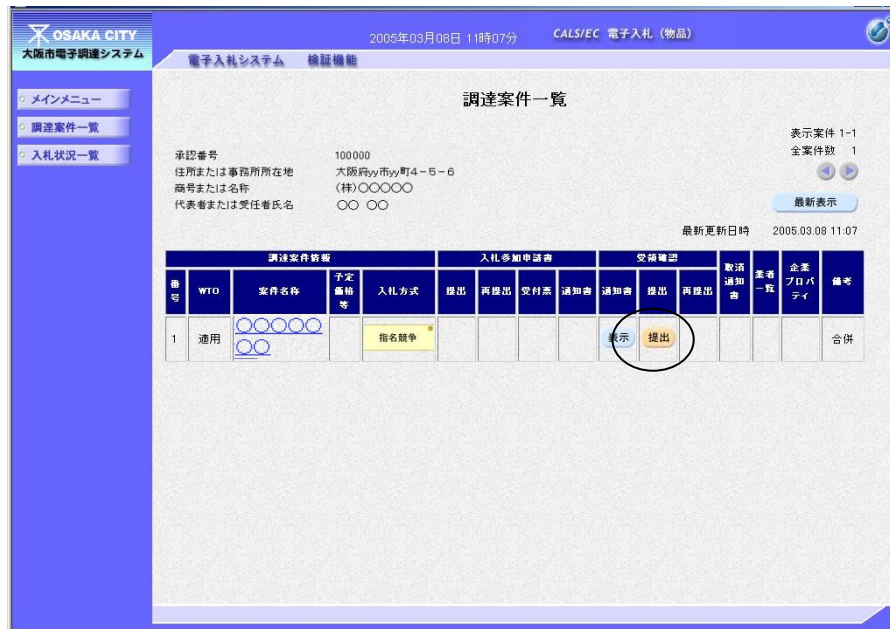 OSAKA CITY
大阪市電子調達システム
2005年03月08日 11時07分
CALS/EC 電子入札（物品）
電子入札システム 検証機能
メインメニュー
調達案件一覧
入札状況一覧
調達案件一覧
表示案件 1-1
全案件数 1
承認番号 100000
住所または事務所所在地 大阪府yy市yy町4-5-6
商号または名称 (株)○○○○○
代表者または受任者氏名 ○○ ○○
最新表示
最新更新日時 2005.03.08 11:07
調達案件情報 入札参加申請書 受領確認 取消通知書 業者一覧 企業プロパティ 備考
番号 WTO 案件名称 予定価格等 入札方式 提出 再提出 受付票 通知書 通知書 提出 再提出
1 適用 ○○○○○ 指名競争 表示 提出 合併
○○